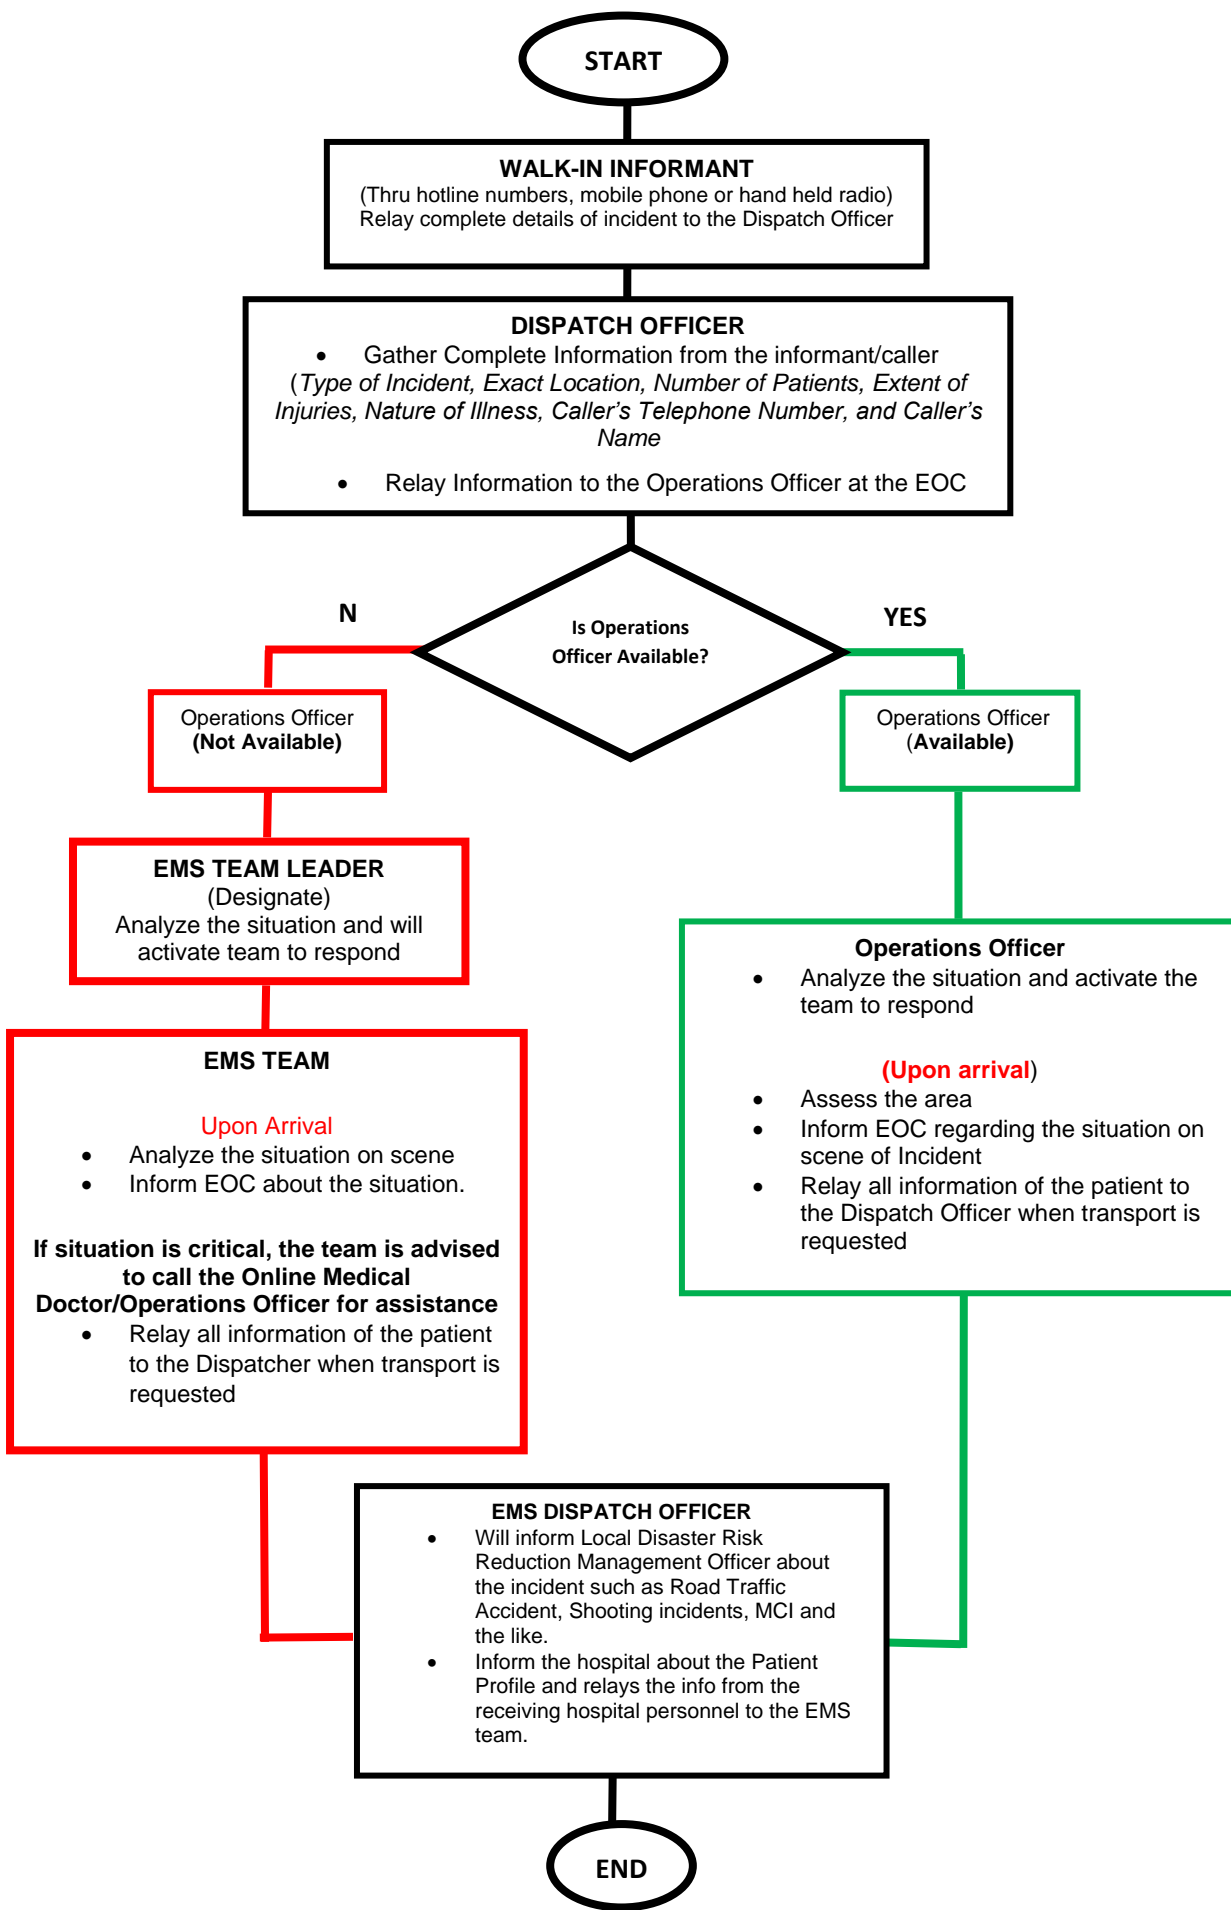 START
WALK-IN INFORMANT
(Thru hotline numbers, mobile phone or hand held radio)
Relay complete details of incident to the Dispatch Officer
DISPATCH OFFICER
• Gather Complete Information from the informant/caller
(Type of Incident, Exact Location, Number of Patients, Extent of
Injuries, Nature of Illness, Caller’s Telephone Number, and Caller’s
Name
• Relay Information to the Operations Officer at the EOC
N
YES
Is Operations
Officer Available?
Operations Officer
(Not Available)
Operations Officer
(Available)
EMS TEAM LEADER
(Designate)
Analyze the situation and will
activate team to respond
EMS TEAM
Upon Arrival
• Analyze the situation on scene
• Inform EOC about the situation.
If situation is critical, the team is advised
to call the Online Medical
Doctor/Operations Officer for assistance
• Relay all information of the patient
to the Dispatcher when transport is
requested
Operations Officer
• Analyze the situation and activate the
team to respond
(Upon arrival)
• Assess the area
• Inform EOC regarding the situation on
scene of Incident
• Relay all information of the patient to
the Dispatch Officer when transport is
requested
EMS DISPATCH OFFICER
• Will inform Local Disaster Risk
Reduction Management Officer about
the incident such as Road Traffic
Accident, Shooting incidents, MCI and
the like.
• Inform the hospital about the Patient
Profile and relays the info from the
receiving hospital personnel to the EMS
team.
END